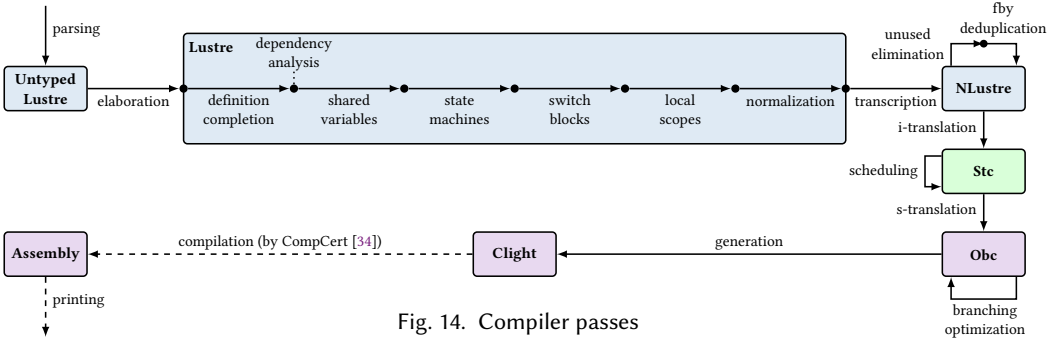 parsing
Untyped
Lustre
elaboration
Lustre
dependency
analysis
definition
completion
shared
variables
state
machines
switch
blocks
local
scopes
normalization
transcription
unused
elimination
fby
deduplication
NLustre
i-translation
scheduling
Stc
s-translation
Obc
branching
optimization
generation
Clight
compilation (by CompCert [34])
Assembly
printing
Fig. 14. Compiler passes